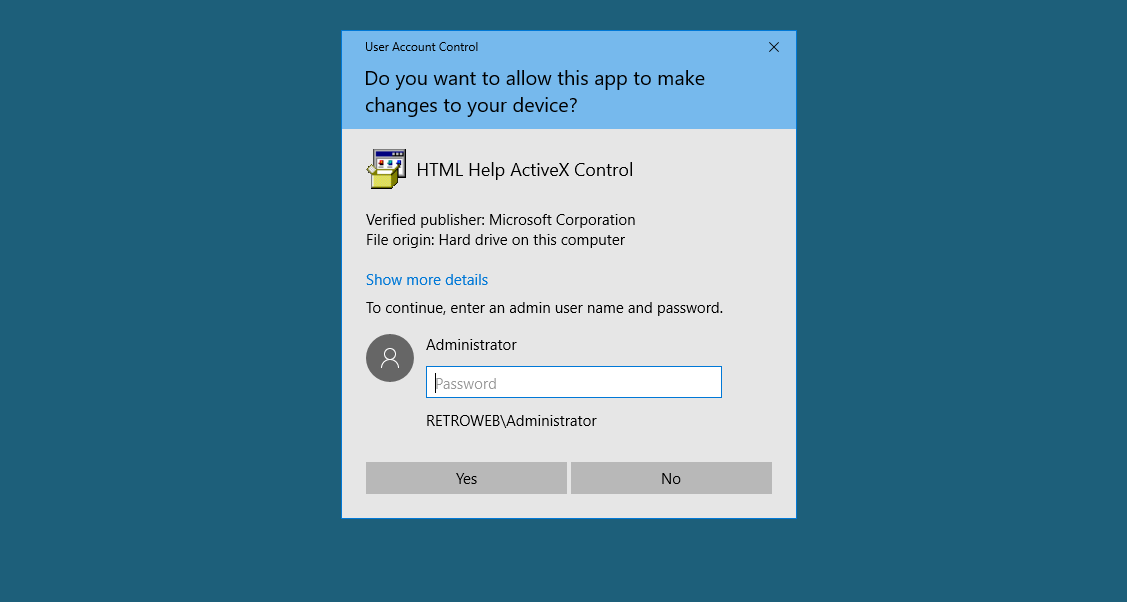 User Account Control
Do you want to allow this app to make
changes to your device?
HTML Help ActiveX Control
Verified publisher: Microsoft Corporation
File origin: Hard drive on this computer
Show more details
To continue, enter an admin user name and password.
Administrator
Password
RETROWEB\Administrator
Yes
No